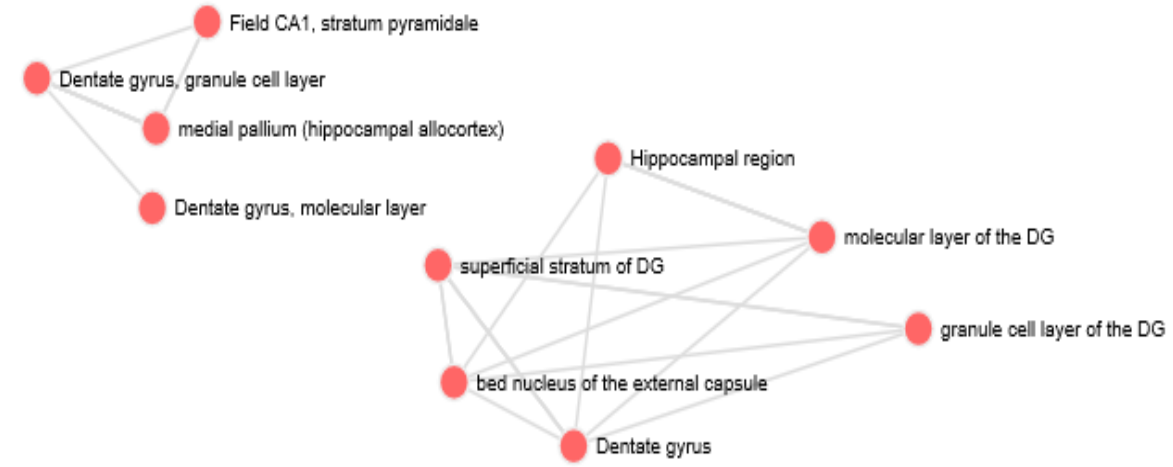 Field CA1, stratum pyramidale
Dentate gyrus, granule cell layer
medial pallium (hippocampal allocortex)
Hippocampal region
Dentate gyrus, molecular layer
molecular layer of the DG
superficial stratum of DG
granule cell layer of the DG
bed nucleus of the external capsule
Dentate gyrus